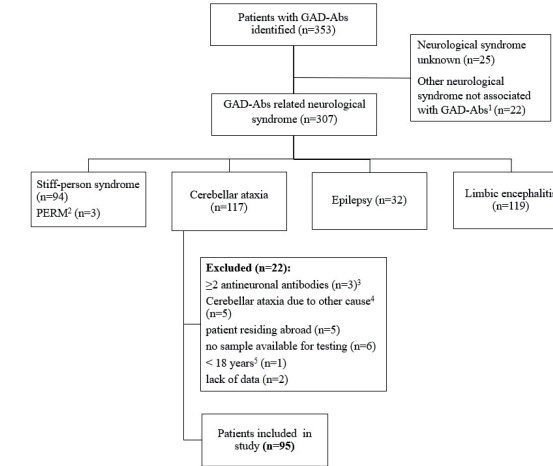 Patients with GAD-Abs
identified (n=353)
Neurological syndrome
unknown (n=25)
Other neurological
syndrome not associated
with GAD-Abs¹ (n=22)
GAD-Abs related neurological
syndrome (n=307)
Stiff-person syndrome
(n=94)
PERM² (n=3)
Cerebellar ataxia
(n=117)
Epilepsy (n=32)
Limbic encephalitis
(n=119)
Excluded (n=22):
≥2 antineuronal antibodies (n=3)³
Cerebellar ataxia due to other cause⁴
(n=5)
patient residing abroad (n=5)
no sample available for testing (n=6)
< 18 years⁵ (n=1)
lack of data (n=2)
Patients included in
study (n=95)